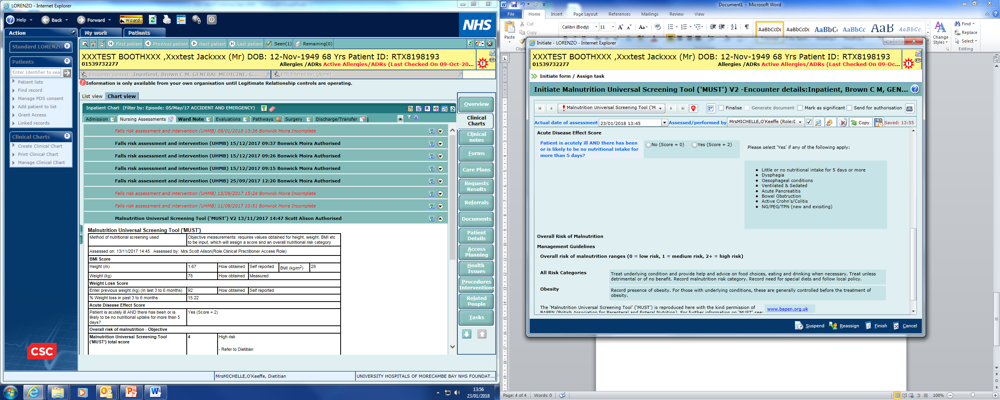 LORENZO - Internet Explorer
Help Back Forward Wizard
NHS
Action
My work Patients
Standard LORENZO
Patients
Enter Identifier to sea
Patient lists
Find record
Manage PDS consent
Add patient to list
Grant Access
Linked records
Clinical Charts
Create Clinical Chart
Print Clinical Chart
Manage Clinical Chart
CSC
First patient Previous patient Next patient Last patient Seen(1) Remaining(0)
XXXTEST BOOTHXXX ,Xxxtest Jackxxx (Mr) DOB: 12-Nov-1949 68 Yrs Patient ID: RTX8198193
01539732277 Allergies /ADRs Active Allergies/ADRs (Last Checked On 09-Oct-20...
RTT
Encounter context: Inpatient, Brown C M, GENERAL MEDICINE, G... EPR filtered by: (None)
Information is only available from your own organisation until Legitimate Relationship controls are operating.
List view Chart view
Inpatient Chart (Filter by: Episode: 05/May/17 ACCIDENT AND EMERGENCY)
Admission Nursing Assessments Ward Note Evaluations Pathways Surgery Discharge/Transfer
Falls risk assessment and intervention (UHMB) 08/01/2018 13:36 Bonwick Moira Incomplete
Falls risk assessment and intervention (UHMB) 15/12/2017 09:37 Bonwick Moira Authorised
Falls risk assessment and intervention (UHMB) 15/12/2017 09:26 Bonwick Moira Authorised
Falls risk assessment and intervention (UHMB) 15/12/2017 09:15 Bonwick Moira Authorised
Falls risk assessment and intervention (UHMB) 25/09/2017 12:20 Bonwick Moira Authorised
Falls risk assessment and intervention (UHMB) 13/09/2017 15:24 Bonwick Moira Incomplete
Falls risk assessment and intervention (UHMB) 11/09/2017 10:51 Bonwick Moira Incomplete
Malnutrition Universal Screening Tool ('MUST') V2 13/11/2017 14:47 Scott Alison Authorised
Malnutrition Universal Screening Tool ('MUST')
Method of nutritional screening used Objective measurements: requires values obtained for height, weight, BMI etc
to be input, which will assign a score and an overall nutritional risk category
Assessed on: 13/11/2017 14:45 Assessed by: Mrs.Scott Alison(Role:Clinical Practitioner Access Role)
BMI Score
Height (m) 1.67 How obtained Self reported BMI (kg/m2) 28
Weight (kg) 78 How obtained Measured
Weight Loss Score
Enter previous weight (kg) (In last 3 to 6 months) 92 How obtained Self reported
% Weight loss in past 3 to 6 months 15.22
Acute Disease Effect Score
Patient is acutely ill AND there has been or is Yes (Score = 2)
likely to be no nutritional uptake for more than 5
days?
Overall risk of malnutrition - Objective
Malnutrition Universal Screening Tool 4 High risk
('MUST') total score
- Refer to Dietitian
Overview
Clinical
Charts
Clinical
notes
Forms
Care Plans
Requests
Results
Referrals
Documents
Patient
Details
Access
Planning
Health
Issues
Procedures
Interventions
Related
People
Tasks
MrsMICHELLE,O'Keeffe, Dietitian UNIVERSITY HOSPITALS OF MORECAMBE BAY NHS FOUNDAT...
13:56
23/01/2018
Document1 - Microsoft Word
File Home Insert Page Layout References Mailings Review View
Paste Cut
Copy
Calibri (Body) 11
AaBbCcDc AaBbCcDc AaBbC AaBbCc AaB AaBbCc.
Change
Styles
Find
Replace
Select
Editing
Initiate - LORENZO - Internet Explorer
XXXTEST BOOTHXXX ,Xxxtest Jackxxx (Mr) DOB: 12-Nov-1949 68 Yrs Patient ID: RTX8198193
01539732277 Allergies /ADRs Active Allergies/ADRs (Last Checked On 09-Oc...
RTT
Initiate form / Assign task
Initiate Malnutrition Universal Screening Tool ('MUST') V2 -Encounter details:Inpatient, Brown C M, GEN...
Malnutrition Universal Screening Tool ('M Finalise Generate document Mark as significant Send for authorisation
Actual date of assessment 23/01/2018 13:45 Assessed/performed by MrsMICHELLE,O'Keeffe (Role:D Copy.. Saved: 13:55
Acute Disease Effect Score
Patient is acutely ill AND there has been
or is likely to be no nutritional intake for
more than 5 days?
No (Score = 0) Yes (Score = 2)
Please select 'Yes' if any of the following apply:
Little or no nutritional intake for 5 days or more
Dysphagia
Oesophageal conditions
Ventilated & Sedated
Acute Pancreatitis
Bowel Obstruction
Active Crohn's/Colitis
NG/PEG/TPN (new and exisiting)
Overall Risk of Malnutrition
Management Guidelines
Overall risk of malnutrition ranges (0 = low risk, 1 = medium risk, 2+ = high risk)
All Risk Categories Treat underlying condition and provide help and advice on food choices, eating and drinking when necessary. Treat unless
detrimental or of no benefit. Record malnutrition risk category. Record need for special diets and follow local policy.
Obesity Record presence of obesity. For those with underlying conditions, these are generally controlled before the treatment of
obesity.
The 'Malnutrition Universal Screening Tool' ('MUST') is reproduced here with the kind permission of
BAPEN (British Association for Parenteral and Enteral Nutrition). For further information on 'MUST' see:
www.bapen.org.uk
Suspend Reassign Finish Cancel
Page: 4 of 4 Words: 0 100%